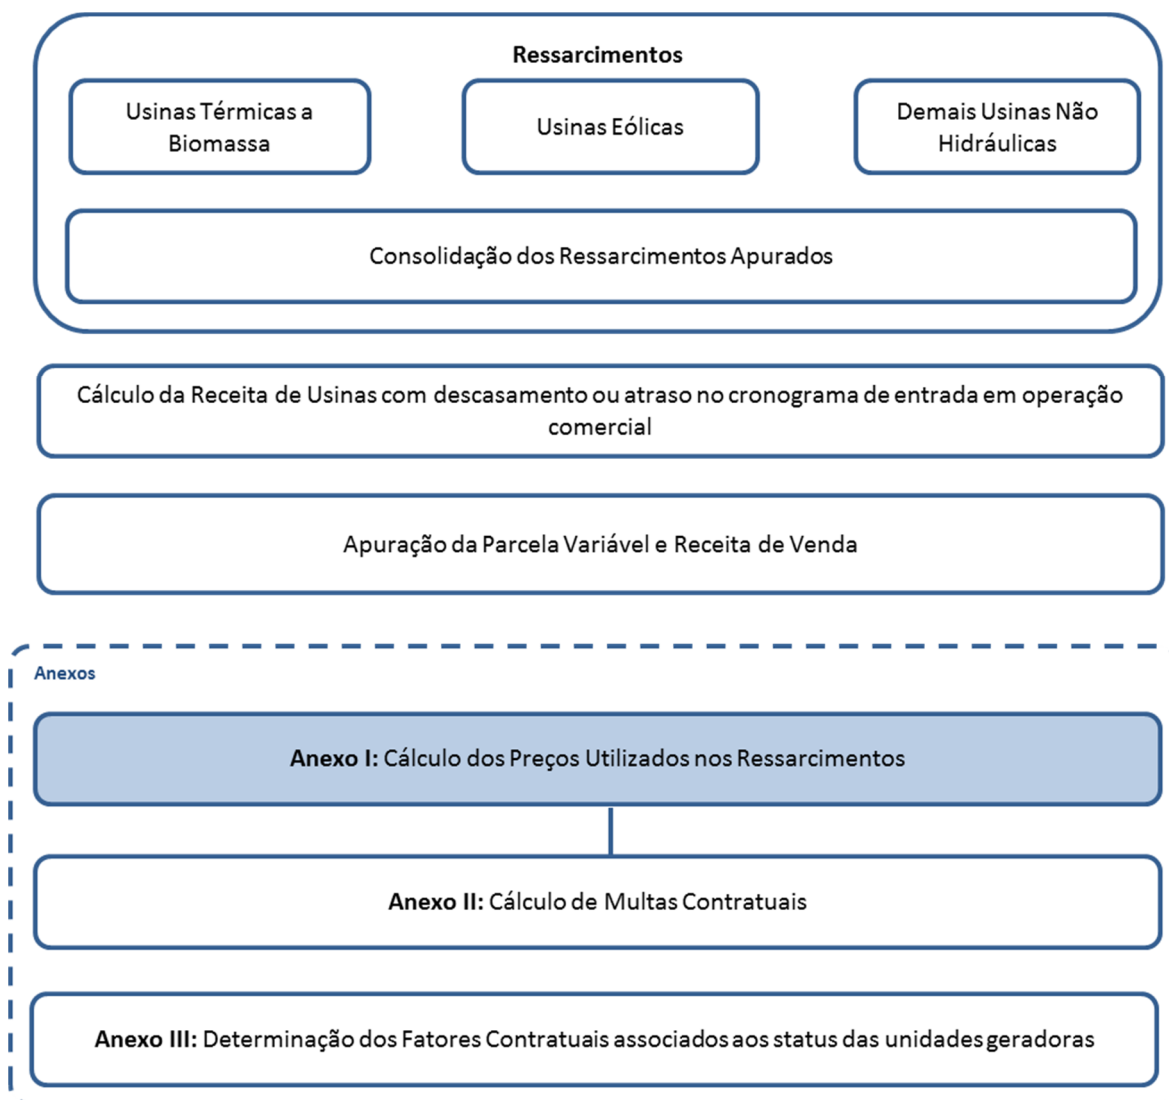 Ressarcimentos
Usinas Térmicas a
Biomassa
Usinas Eólicas
Demais Usinas Não
Hidráulicas
Consolidação dos Ressarcimentos Apurados
Cálculo da Receita de Usinas com descasamento ou atraso no cronograma de entrada em operação
comercial
Apuração da Parcela Variável e Receita de Venda
Anexos
Anexo I: Cálculo dos Preços Utilizados nos Ressarcimentos
Anexo II: Cálculo de Multas Contratuais
Anexo III: Determinação dos Fatores Contratuais associados aos status das unidades geradoras